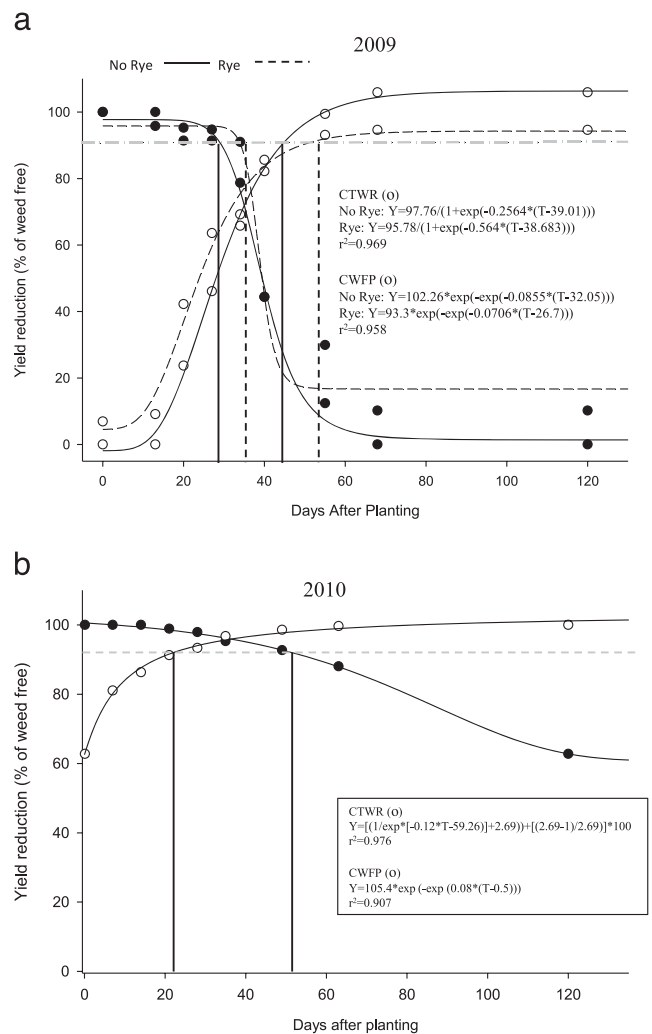 a
2009
No Rye Rye
Yield reduction (% of weed free)
100
80
60
40
20
0
CTWR (o)
No Rye: Y=97.76/(1+exp(-0.2564*(T-39.01)))
Rye: Y=95.78/(1+exp(-0.564*(T-38.683)))
r²=0.969
CWFP (o)
No Rye: Y=102.26*exp(-exp(-0.0855*(T-32.05)))
Rye: Y=93.3*exp(-exp(-0.0706*(T-26.7)))
r²=0.958
0 20 40 60 80 100 120
Days After Planting
b
2010
Yield reduction (% of weed free)
100
80
60
40
20
0
CTWR (o)
Y=[(1/exp*[-0.12*T-59.26)]+2.69))+[(2.69-1)/2.69)]*100
r²=0.976
CWFP (o)
Y=105.4*exp (-exp (0.08*(T-0.5)))
r²=0.907
0 20 40 60 80 100 120
Days after planting